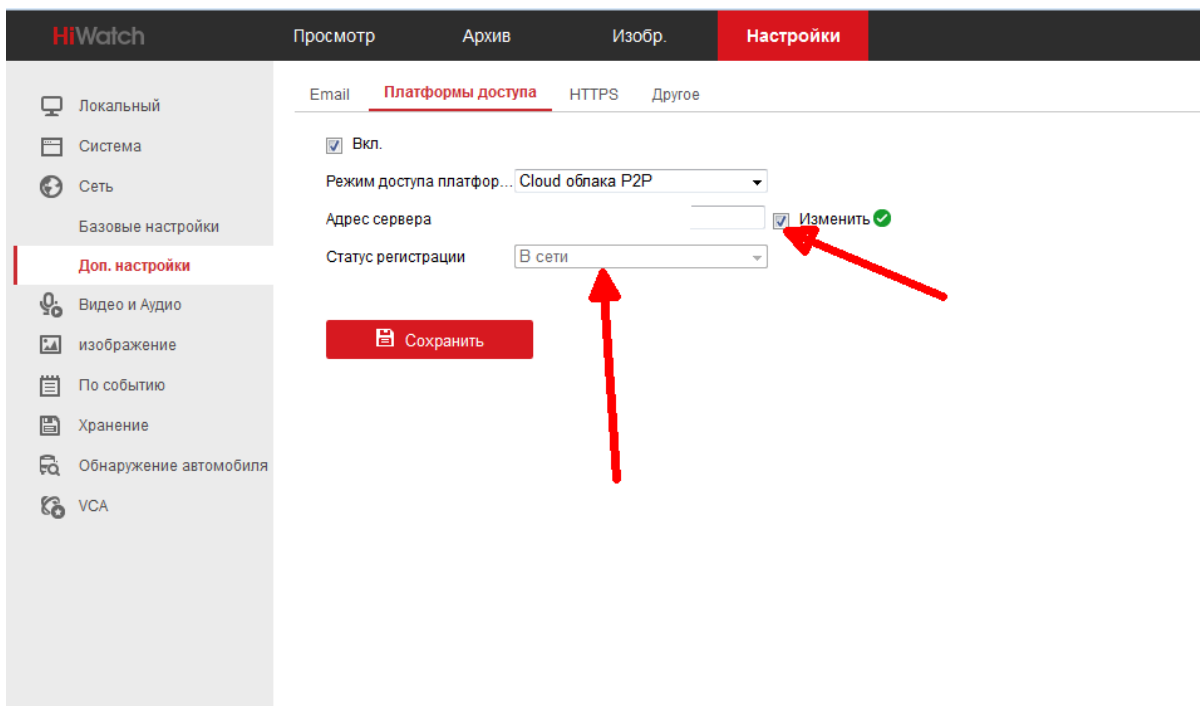 HiWatch Просмотр Архив Изобр. Настройки
Локальный
Система
Сеть
Базовые настройки
Доп. настройки
Видео и Аудио
изображение
По событию
Хранение
Обнаружение автомобиля
VCA
Email Платформы доступа HTTPS Другое
Вкл.
Режим доступа платфор... Cloud облака P2P
Адрес сервера Изменить
Статус регистрации В сети
Сохранить